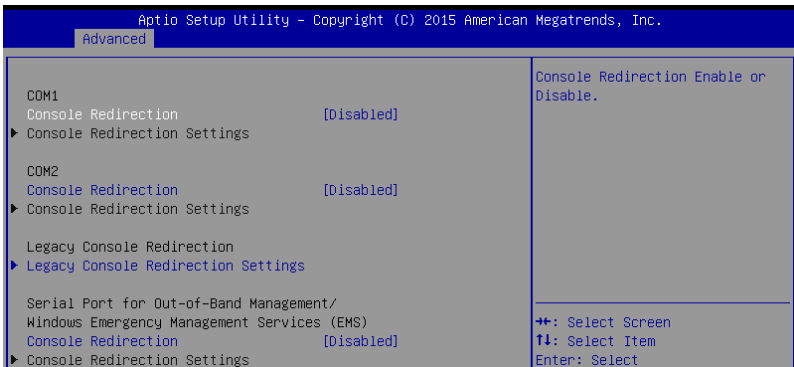 Aptio Setup Utility – Copyright (C) 2015 American Megatrends, Inc.
Advanced
COM1
Console Redirection [Disabled]
▶ Console Redirection Settings
COM2
Console Redirection [Disabled]
▶ Console Redirection Settings
Legacy Console Redirection
▶ Legacy Console Redirection Settings
Serial Port for Out-of-Band Management/
Windows Emergency Management Services (EMS)
Console Redirection [Disabled]
▶ Console Redirection Settings
Console Redirection Enable or
Disable.
→←: Select Screen
↑↓: Select Item
Enter: Select